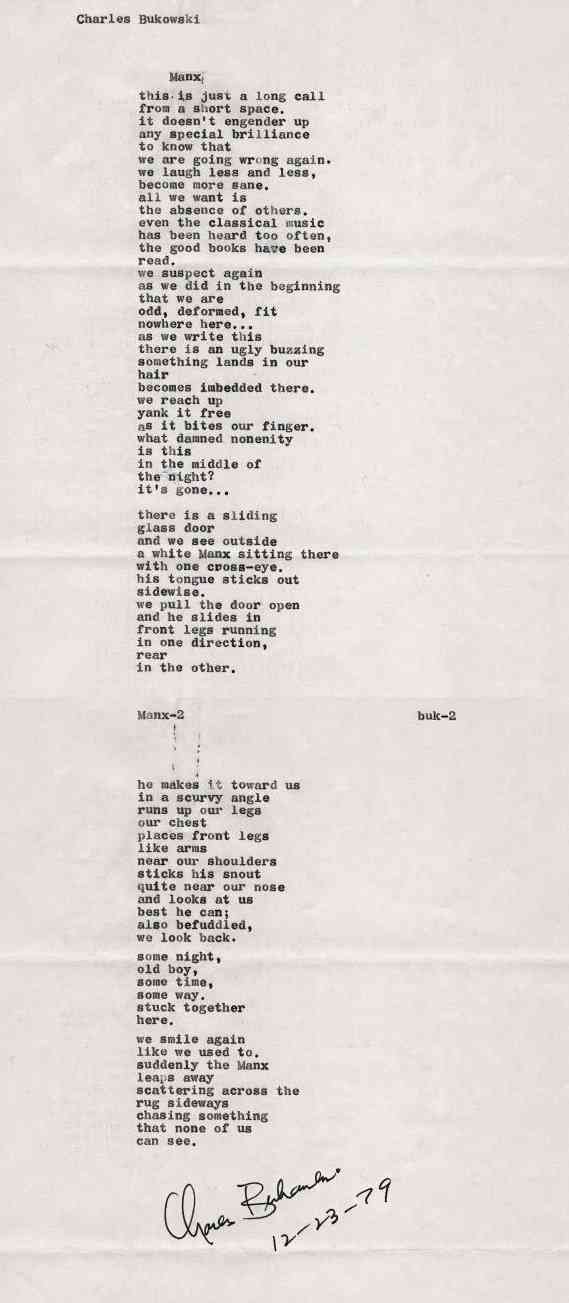 Charles Bukowski
Manx
this is just a long call
from a short space.
it doesn't engender up
any special brilliance
to know that
we are going wrong again.
we laugh less and less,
become more sane.
all we want is
the absence of others.
even the classical music
has been heard too often,
the good books have been
read.
we suspect again
as we did in the beginning
that we are
odd, deformed, fit
nowhere here...
as we write this
there is an ugly buzzing
something lands in our
hair
becomes imbedded there.
we reach up
yank it free
as it bites our finger.
what damned nonenity
is this
in the middle of
the night?
it's gone...
there is a sliding
glass door
and we see outside
a white Manx sitting there
with one cross-eye.
his tongue sticks out
sidewise.
we pull the door open
and he slides in
front legs running
in one direction,
rear
in the other.
Manx-2 buk-2
he makes it toward us
in a scurvy angle
runs up our legs
our chest
places front legs
like arms
near our shoulders
sticks his snout
quite near our nose
and looks at us
best he can;
also befuddled,
we look back.
some night,
old boy,
some time,
some way.
stuck together
here.
we smile again
like we used to.
suddenly the Manx
leaps away
scattering across the
rug sideways
chasing something
that none of us
can see.
Charles Bukowski
12-23-79